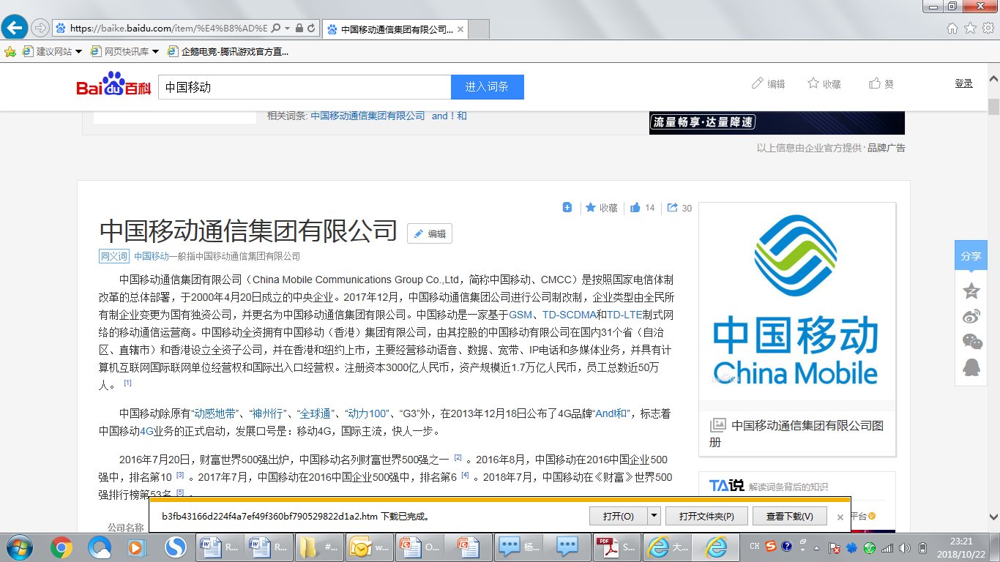 https://baike.baidu.com/item/%E4%B8%AD%E
中国移动通信集团有限公司...
建议网站
网页快讯库
企鹅电竞-腾讯游戏官方直...
Bai du 百科
中国移动
进入词条
编辑
收藏
赞
登录
相关词条: 中国移动通信集团有限公司 and！和
流量畅享·达量降速
以上信息由企业官方提供·品牌广告
收藏 14 30
中国移动通信集团有限公司
编辑
同义词 中国移动一般指中国移动通信集团有限公司
中国移动通信集团有限公司（China Mobile Communications Group Co.,Ltd，简称中国移动、CMCC）是按照国家电信体制
改革的总体部署，于2000年4月20日成立的中央企业。2017年12月，中国移动通信集团公司进行公司制改制，企业类型由全民所
有制企业变更为国有独资公司，并更名为中国移动通信集团有限公司。中国移动是一家基于GSM、TD-SCDMA和TD-LTE制式网
络的移动通信运营商。中国移动全资拥有中国移动（香港）集团有限公司，由其控股的中国移动有限公司在国内31个省（自治
区、直辖市）和香港设立全资子公司，并在香港和纽约上市，主要经营移动语音、数据、宽带、IP电话和多媒体业务，并具有计
算机互联网国际联网单位经营权和国际出入口经营权。注册资本3000亿人民币，资产规模近1.7万亿人民币，员工总数近50万
人。 [1]
中国移动除原有“动感地带”、“神州行”、“全球通”、“动力100”、“G3”外，在2013年12月18日公布了4G品牌“And!和”，标志着
中国移动4G业务的正式启动，发展口号是：移动4G，国际主流，快人一步。
2016年7月20日，财富世界500强出炉，中国移动名列财富世界500强之一 [2] 。2016年8月，中国移动在2016中国企业500
强中，排名第10 [3] 。2017年7月，中国移动在2016中国企业500强中，排名第6 [4] 。2018年7月，中国移动在《财富》世界500
强排行榜第53名 [5] 。
公司名称
中国移动
China Mobile
中国移动通信集团有限公司图
册
TA说 解读词条背后的知识
平台
分享
b3fb43166d224f4a7ef49f360bf790529822d1a2.htm 下载已完成。
打开(O)
打开文件夹(P)
查看下载(V)
R...
R...
#...
w...
O...
杨...
S...
大...
CH
23:21
2018/10/22